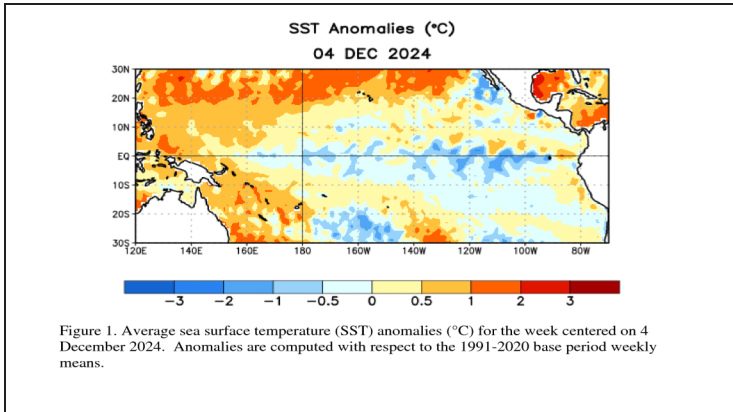 SST Anomalies (°C)
04 DEC 2024
30N
20N
10N
EQ
10S
20S
30S
120E 140E 160E 180 160W 140W 120W 100W 80W
-3 -2 -1 -0.5 0 0.5 1 2 3
Figure 1. Average sea surface temperature (SST) anomalies (°C) for the week centered on 4
December 2024.  Anomalies are computed with respect to the 1991-2020 base period weekly
means.